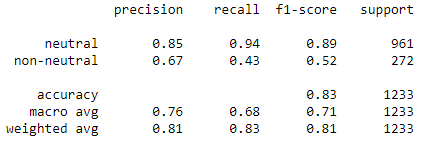 precision recall f1-score support
neutral 0.85 0.94 0.89 961
non-neutral 0.67 0.43 0.52 272
accuracy 0.83 1233
macro avg 0.76 0.68 0.71 1233
weighted avg 0.81 0.83 0.81 1233